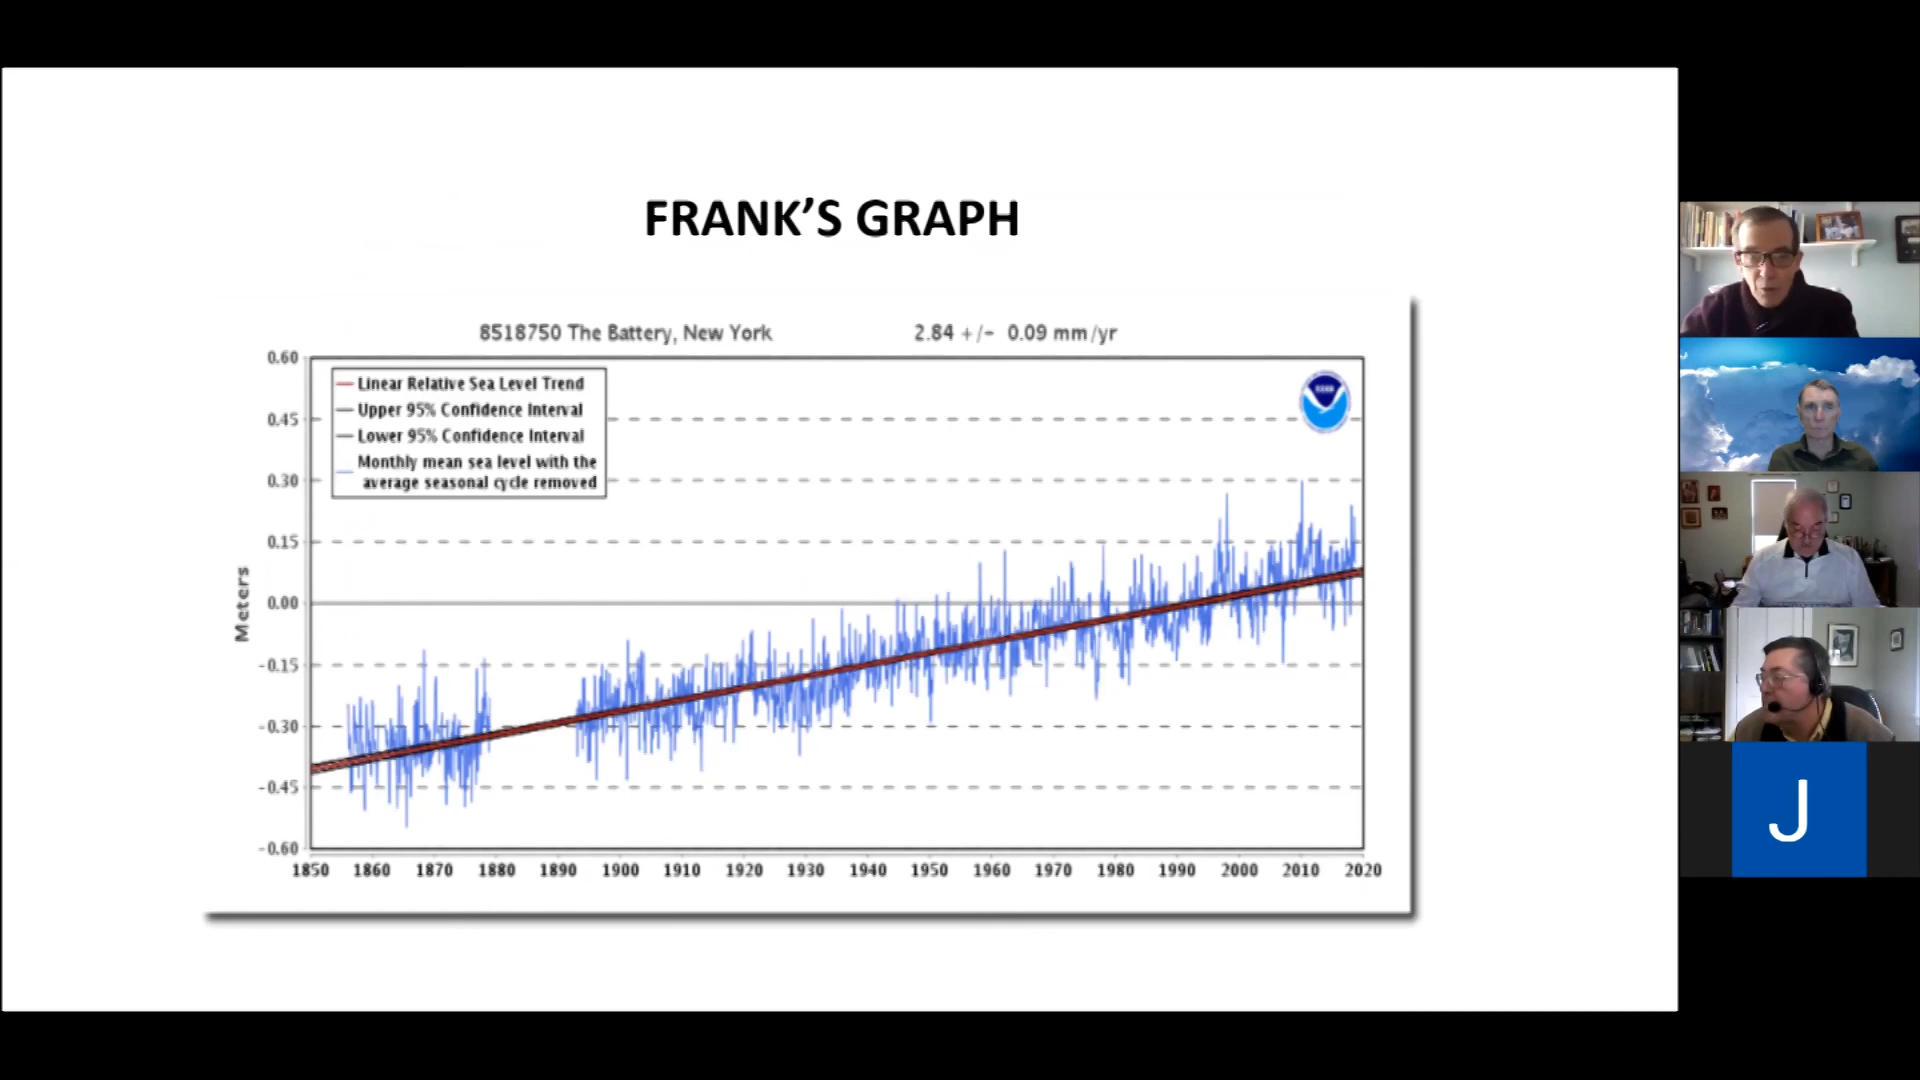 FRANK’S GRAPH
8518750 The Battery, New York 2.84 +/- 0.09 mm/yr
Linear Relative Sea Level Trend
Upper 95% Confidence Interval
Lower 95% Confidence Interval
Monthly mean sea level with the
average seasonal cycle removed
0.60
0.45
0.30
0.15
0.00
-0.15
-0.30
-0.45
-0.60
Meters
1850 1860 1870 1880 1890 1900 1910 1920 1930 1940 1950 1960 1970 1980 1990 2000 2010 2020
J